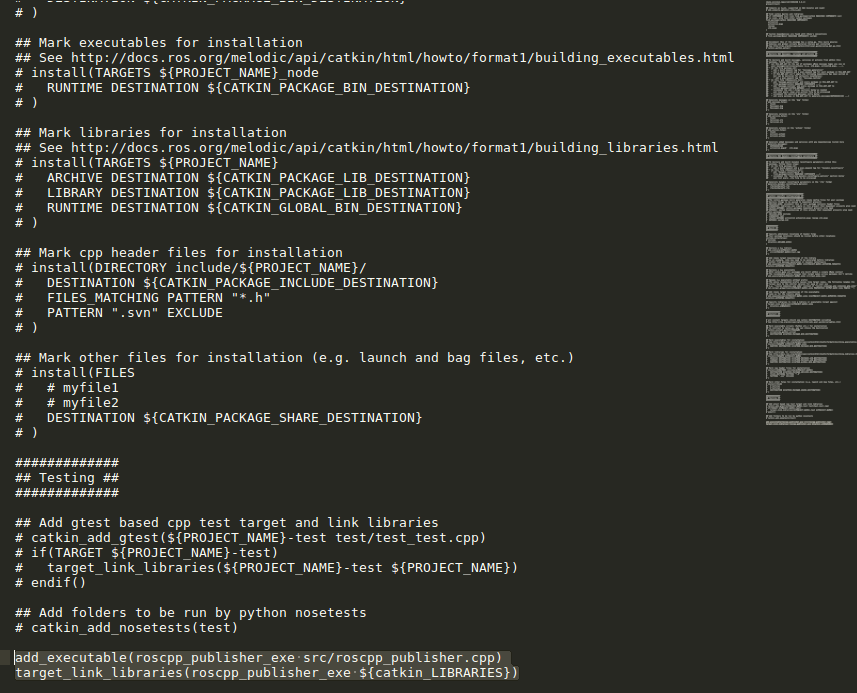 # )
## Mark executables for installation
## See http://docs.ros.org/melodic/api/catkin/html/howto/format1/building_executables.html
# install(TARGETS ${PROJECT_NAME}_node
#   RUNTIME DESTINATION ${CATKIN_PACKAGE_BIN_DESTINATION}
# )
## Mark libraries for installation
## See http://docs.ros.org/melodic/api/catkin/html/howto/format1/building_libraries.html
# install(TARGETS ${PROJECT_NAME}
#   ARCHIVE DESTINATION ${CATKIN_PACKAGE_LIB_DESTINATION}
#   LIBRARY DESTINATION ${CATKIN_PACKAGE_LIB_DESTINATION}
#   RUNTIME DESTINATION ${CATKIN_GLOBAL_BIN_DESTINATION}
# )
## Mark cpp header files for installation
# install(DIRECTORY include/${PROJECT_NAME}/
#   DESTINATION ${CATKIN_PACKAGE_INCLUDE_DESTINATION}
#   FILES_MATCHING PATTERN "*.h"
#   PATTERN ".svn" EXCLUDE
# )
## Mark other files for installation (e.g. launch and bag files, etc.)
# install(FILES
#   # myfile1
#   # myfile2
#   DESTINATION ${CATKIN_PACKAGE_SHARE_DESTINATION}
# )
#############
## Testing ##
#############
## Add gtest based cpp test target and link libraries
# catkin_add_gtest(${PROJECT_NAME}-test test/test_test.cpp)
# if(TARGET ${PROJECT_NAME}-test)
#   target_link_libraries(${PROJECT_NAME}-test ${PROJECT_NAME})
# endif()
## Add folders to be run by python nosetests
# catkin_add_nosetests(test)
add_executable(roscpp_publisher_exe src/roscpp_publisher.cpp)
target_link_libraries(roscpp_publisher_exe ${catkin_LIBRARIES})